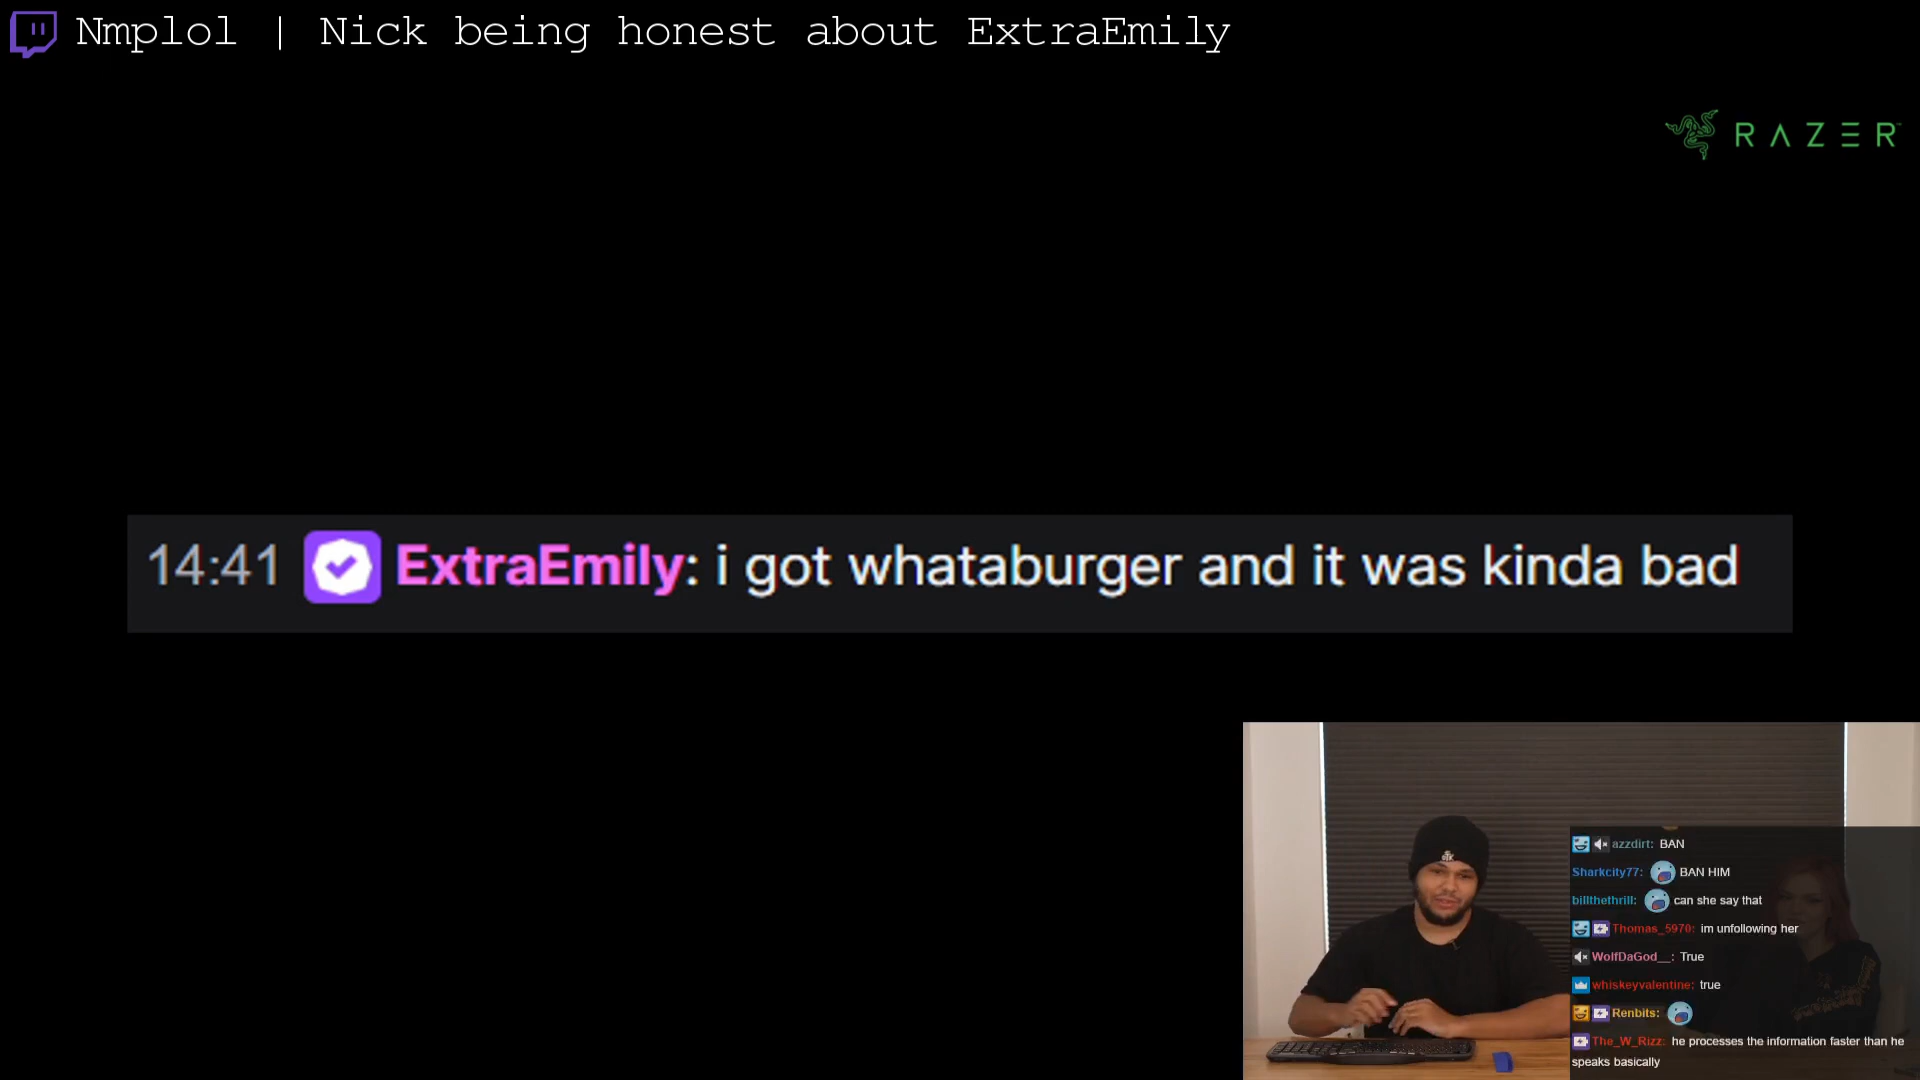 Nmplol | Nick being honest about ExtraEmily
RAZER
14:41 ExtraEmily: i got whataburger and it was kinda bad
azzdirt: BAN
Sharkcity77: BAN HIM
billthethrill: can she say that
Thomas_5970: im unfollowing her
WolfDaGod__: True
whiskeyvalentine: true
Renbits:
The_W_Rizz: he processes the information faster than he
speaks basically